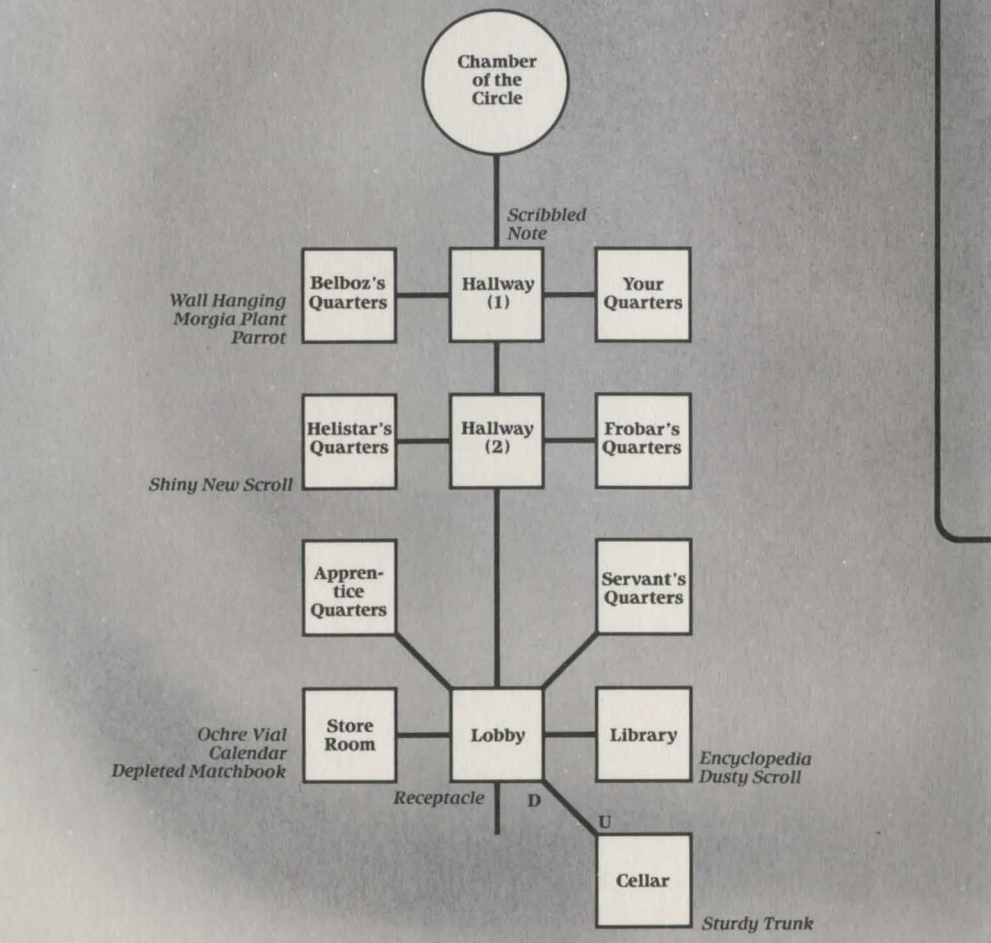 Chamber
of the
Circle
Scribbled
Note
Belboz's
Quarters
Hallway
(1)
Your
Quarters
Wall Hanging
Morgia Plant
Parrot
Helistar's
Quarters
Hallway
(2)
Frobar's
Quarters
Shiny New Scroll
Appren-
tice
Quarters
Servant's
Quarters
Store
Room
Lobby
Library
Ochre Vial
Calendar
Depleted Matchbook
Encyclopedia
Dusty Scroll
Receptacle
D
U
Cellar
Sturdy Trunk